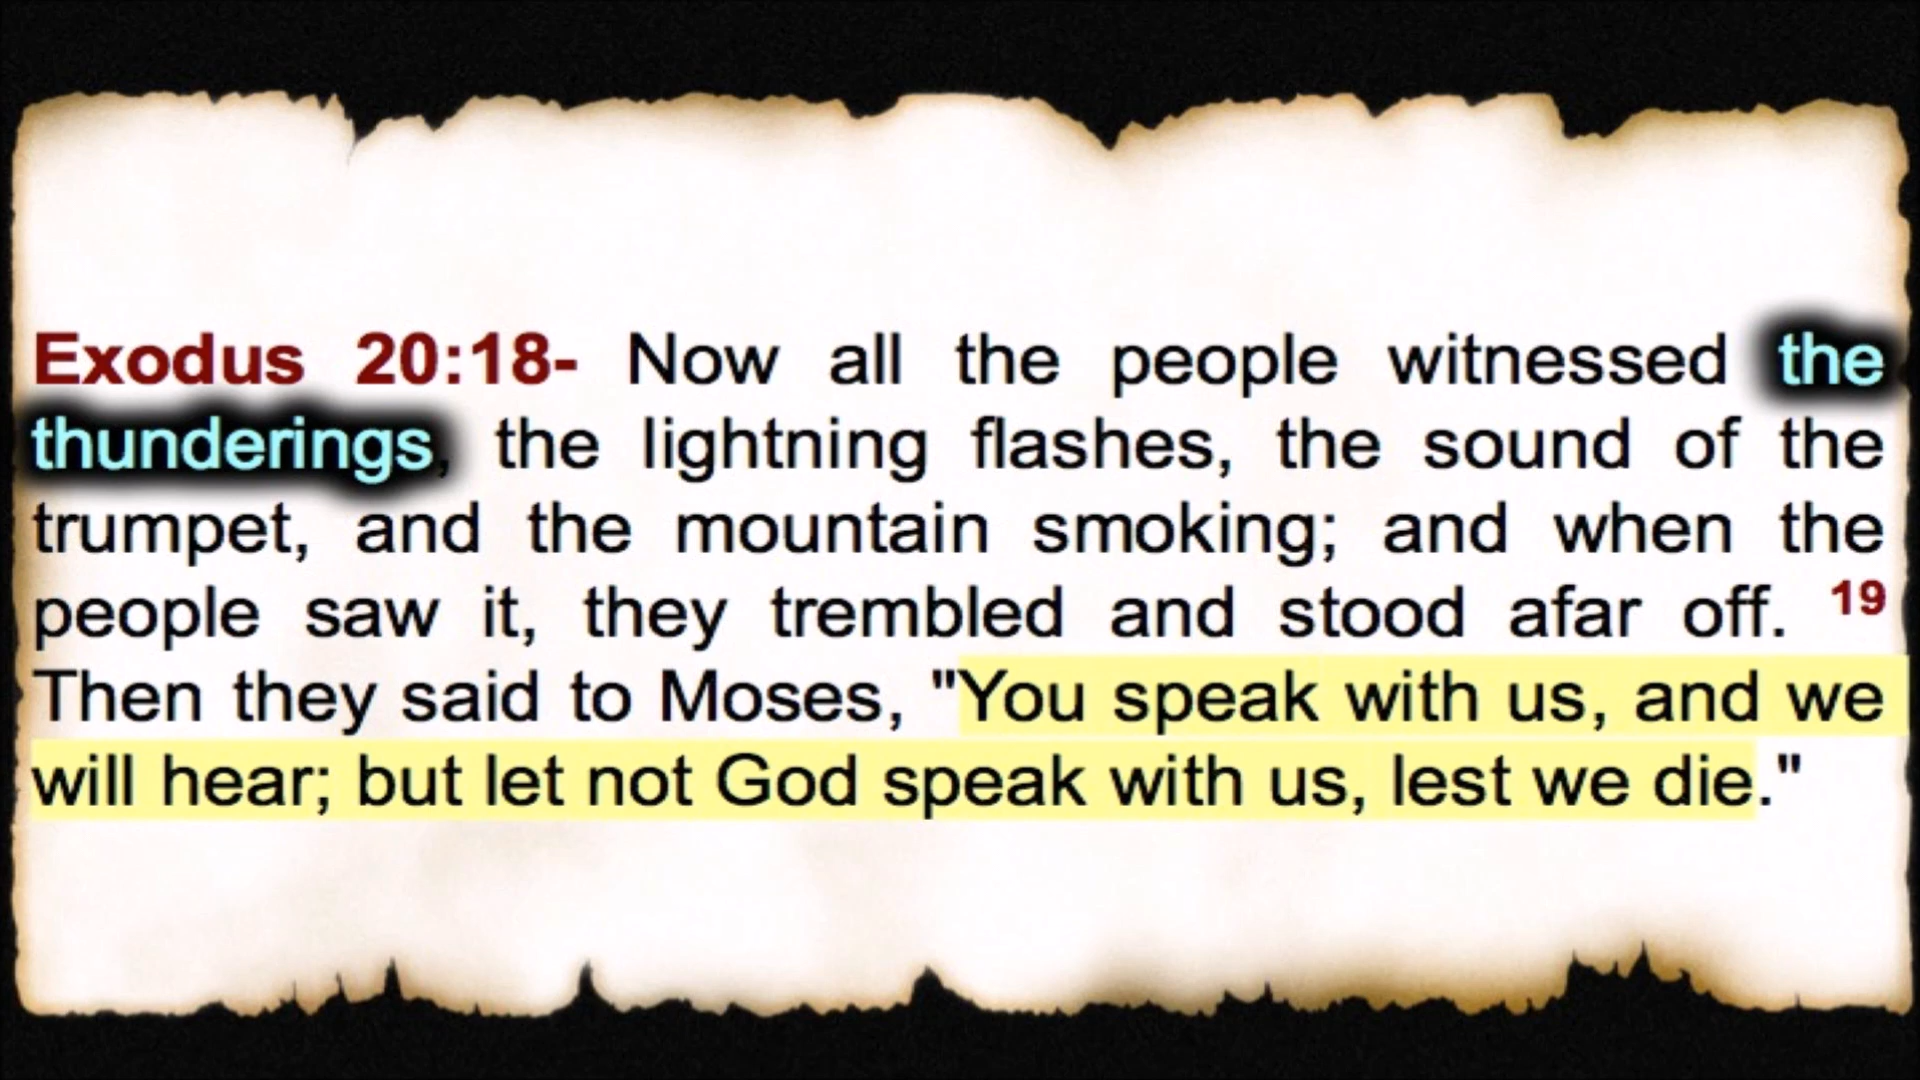 Exodus 20:18- Now all the people witnessed the
thunderings, the lightning flashes, the sound of the
trumpet, and the mountain smoking; and when the
people saw it, they trembled and stood afar off. 19
Then they said to Moses, "You speak with us, and we
will hear; but let not God speak with us, lest we die."